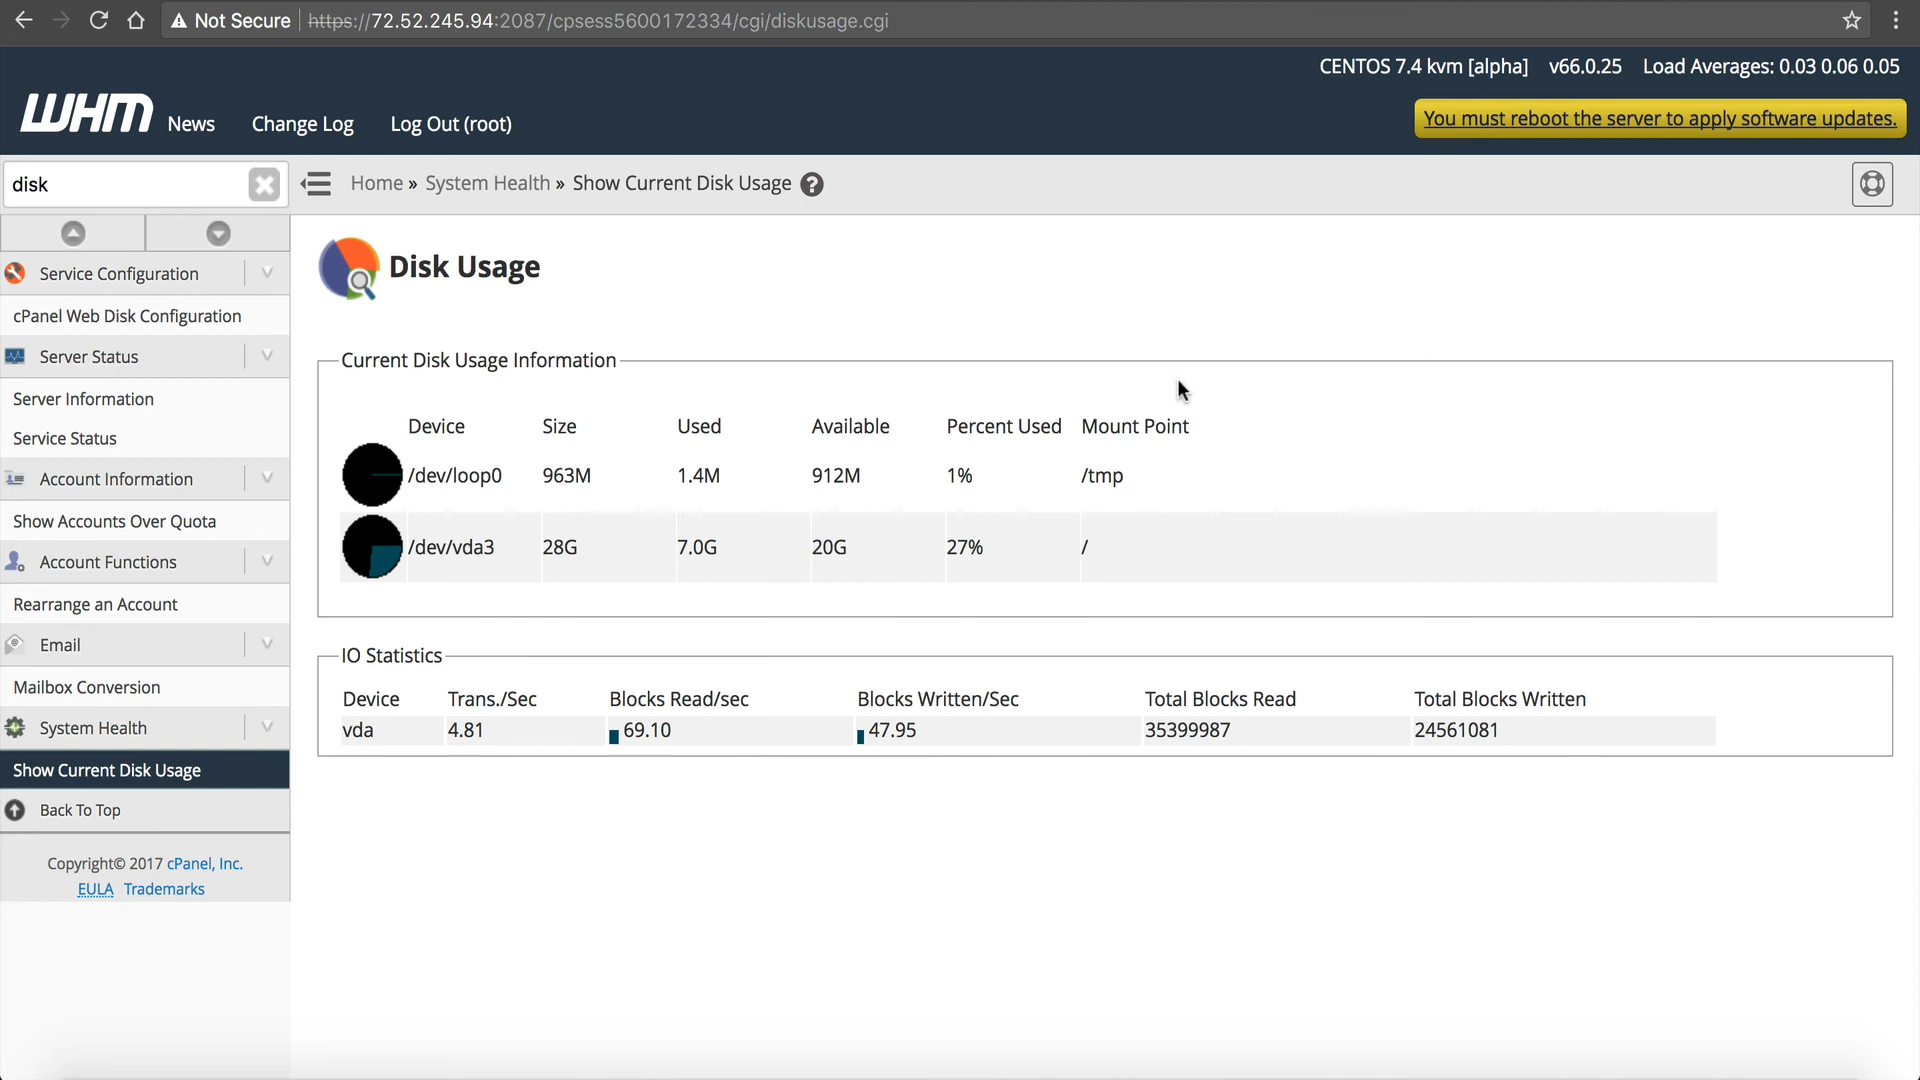 Not Secure https://72.52.245.94:2087/cpsess5600172334/cgi/diskusage.cgi
CENTOS 7.4 kvm [alpha] v66.0.25 Load Averages: 0.03 0.06 0.05
WHM News Change Log Log Out (root)
You must reboot the server to apply software updates.
disk
Home » System Health » Show Current Disk Usage ?
Service Configuration
cPanel Web Disk Configuration
Server Status
Server Information
Service Status
Account Information
Show Accounts Over Quota
Account Functions
Rearrange an Account
Email
Mailbox Conversion
System Health
Show Current Disk Usage
Back To Top
Copyright© 2017 cPanel, Inc.
EULA Trademarks
Disk Usage
Current Disk Usage Information
Device Size Used Available Percent Used Mount Point
/dev/loop0 963M 1.4M 912M 1% /tmp
/dev/vda3 28G 7.0G 20G 27% /
IO Statistics
Device Trans./Sec Blocks Read/sec Blocks Written/Sec Total Blocks Read Total Blocks Written
vda 4.81 69.10 47.95 35399987 24561081